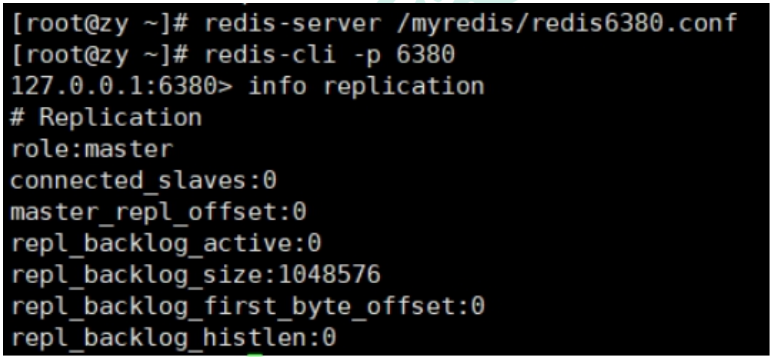 [root@zy ~]# redis-server /myredis/redis6380.conf
[root@zy ~]# redis-cli -p 6380
127.0.0.1:6380> info replication
# Replication
role:master
connected_slaves:0
master_repl_offset:0
repl_backlog_active:0
repl_backlog_size:1048576
repl_backlog_first_byte_offset:0
repl_backlog_histlen:0